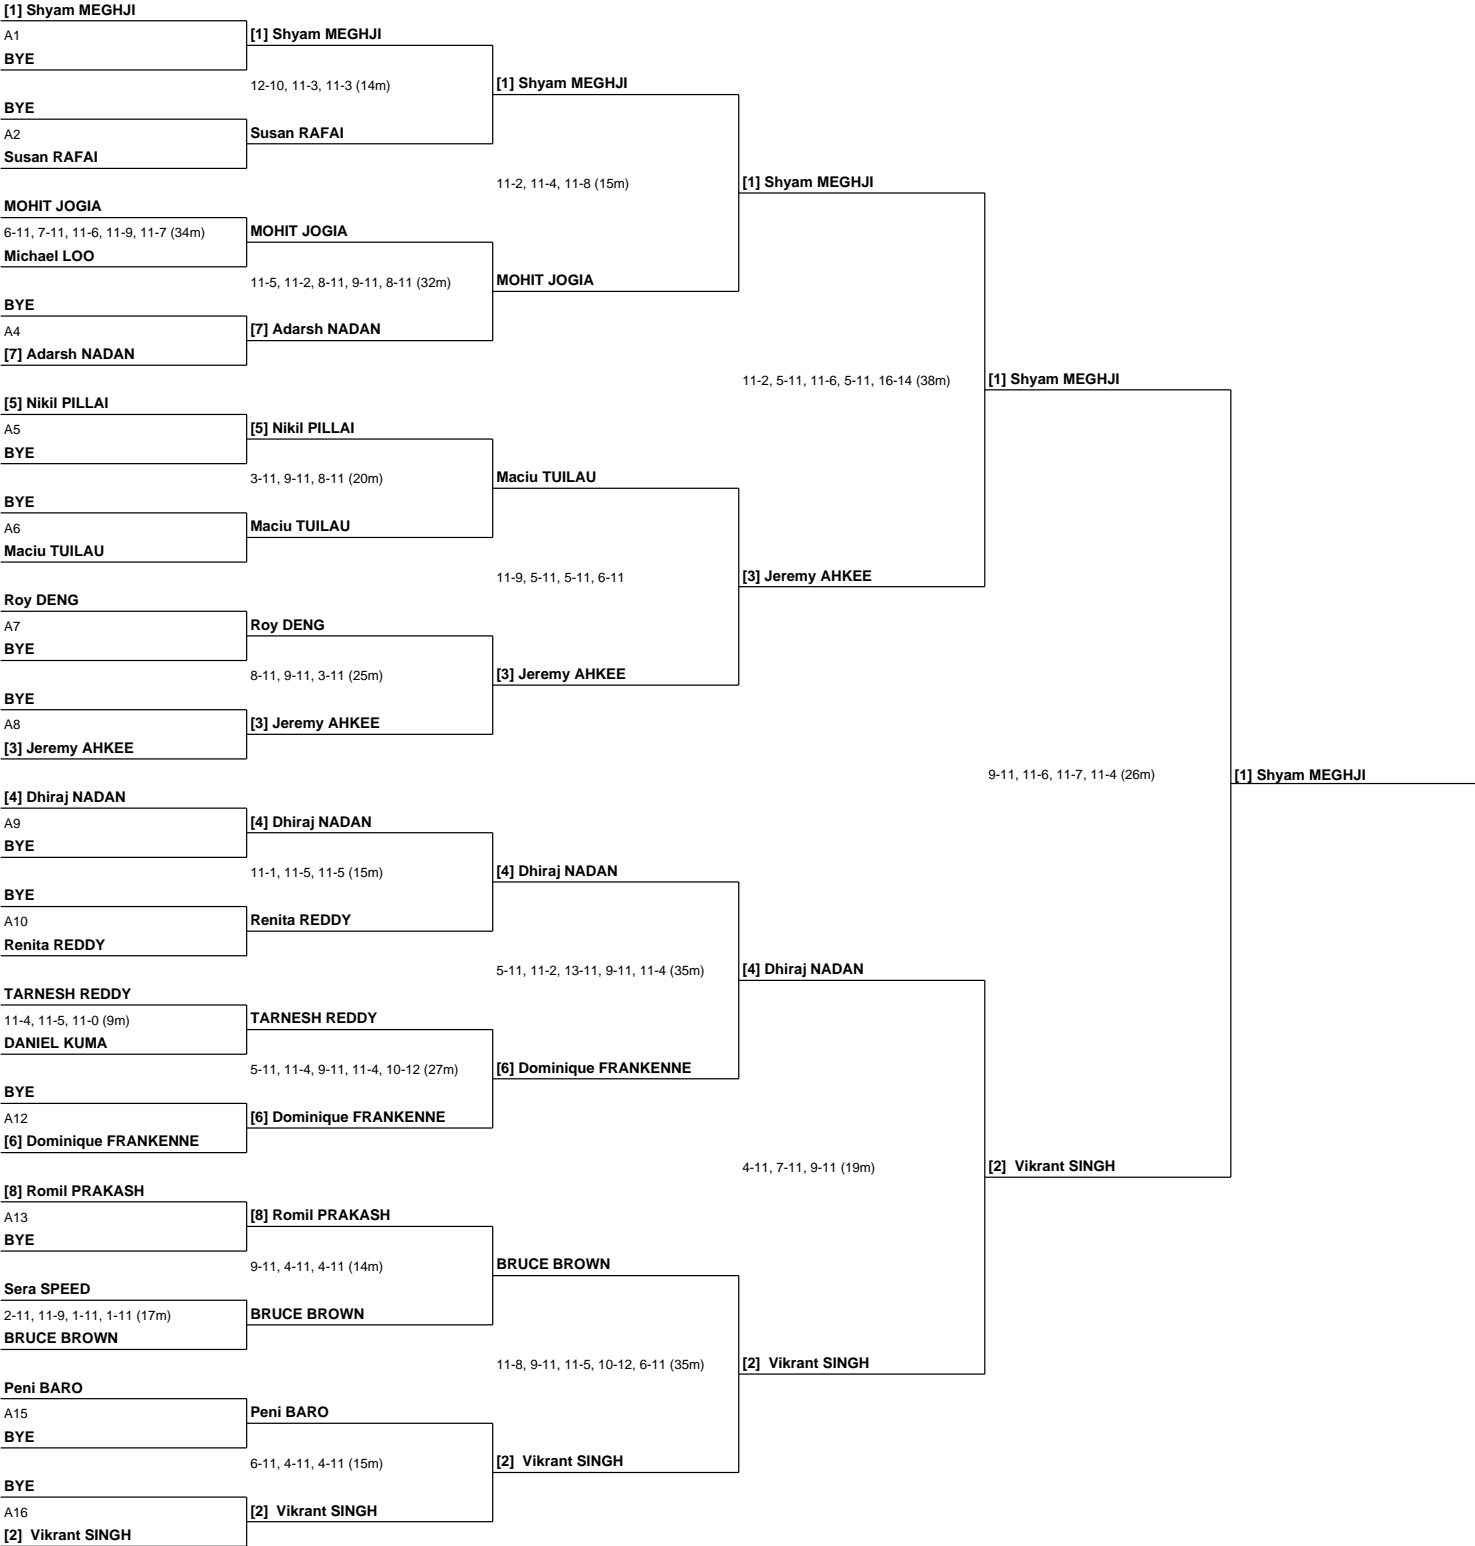 [1] Shyam MEGHJI
A1
BYE
BYE
A2
Susan RAFAI
MOHIT JOGIA
6-11, 7-11, 11-6, 11-9, 11-7 (34m)
Michael LOO
BYE
A4
[7] Adarsh NADAN
[5] Nikil PILLAI
A5
BYE
BYE
A6
Maciu TUILAU
Roy DENG
A7
BYE
BYE
A8
[3] Jeremy AHKEE
[4] Dhiraj NADAN
A9
BYE
BYE
A10
Renita REDDY
TARNESH REDDY
11-4, 11-5, 11-0 (9m)
DANIEL KUMA
BYE
A12
[6] Dominique FRANKENNE
[8] Romil PRAKASH
A13
BYE
Sera SPEED
2-11, 11-9, 1-11, 1-11 (17m)
BRUCE BROWN
Peni BARO
A15
BYE
BYE
A16
[2] Vikrant SINGH
[1] Shyam MEGHJI
12-10, 11-3, 11-3 (14m)
Susan RAFAI
MOHIT JOGIA
11-5, 11-2, 8-11, 9-11, 8-11 (32m)
[7] Adarsh NADAN
[5] Nikil PILLAI
3-11, 9-11, 8-11 (20m)
Maciu TUILAU
Roy DENG
8-11, 9-11, 3-11 (25m)
[3] Jeremy AHKEE
[4] Dhiraj NADAN
11-1, 11-5, 11-5 (15m)
Renita REDDY
TARNESH REDDY
5-11, 11-4, 9-11, 11-4, 10-12 (27m)
[6] Dominique FRANKENNE
[8] Romil PRAKASH
9-11, 4-11, 4-11 (14m)
BRUCE BROWN
Peni BARO
6-11, 4-11, 4-11 (15m)
[2] Vikrant SINGH
[1] Shyam MEGHJI
11-2, 11-4, 11-8 (15m)
MOHIT JOGIA
Maciu TUILAU
11-9, 5-11, 5-11, 6-11
[3] Jeremy AHKEE
[4] Dhiraj NADAN
5-11, 11-2, 13-11, 9-11, 11-4 (35m)
[6] Dominique FRANKENNE
BRUCE BROWN
11-8, 9-11, 11-5, 10-12, 6-11 (35m)
[2] Vikrant SINGH
[1] Shyam MEGHJI
11-2, 5-11, 11-6, 5-11, 16-14 (38m)
[3] Jeremy AHKEE
[4] Dhiraj NADAN
4-11, 7-11, 9-11 (19m)
[2] Vikrant SINGH
[1] Shyam MEGHJI
9-11, 11-6, 11-7, 11-4 (26m)
[2] Vikrant SINGH
[1] Shyam MEGHJI